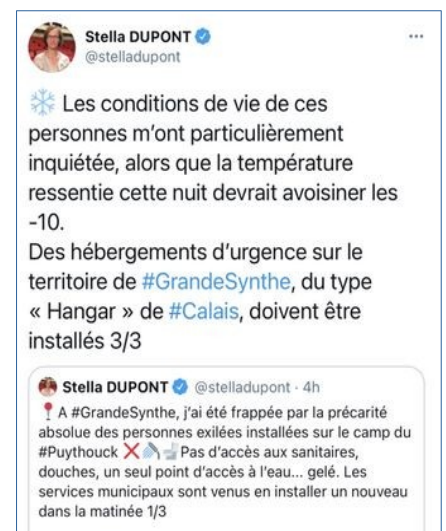 Stella DUPONT
@stelladupont
Les conditions de vie de ces
personnes m’ont particulièrement
inquiétée, alors que la température
ressentie cette nuit devrait avoisiner les
-10.
Des hébergements d’urgence sur le
territoire de #GrandeSynthe, du type
« Hangar » de #Calais, doivent être
installés 3/3
Stella DUPONT @stelladupont · 4h
A #GrandeSynthe, j’ai été frappée par la précarité
absolue des personnes exilées installées sur le camp du
#Puythouck Pas d’accès aux sanitaires,
douches, un seul point d’accès à l’eau... gelé. Les
services municipaux sont venus en installer un nouveau
dans la matinée 1/3